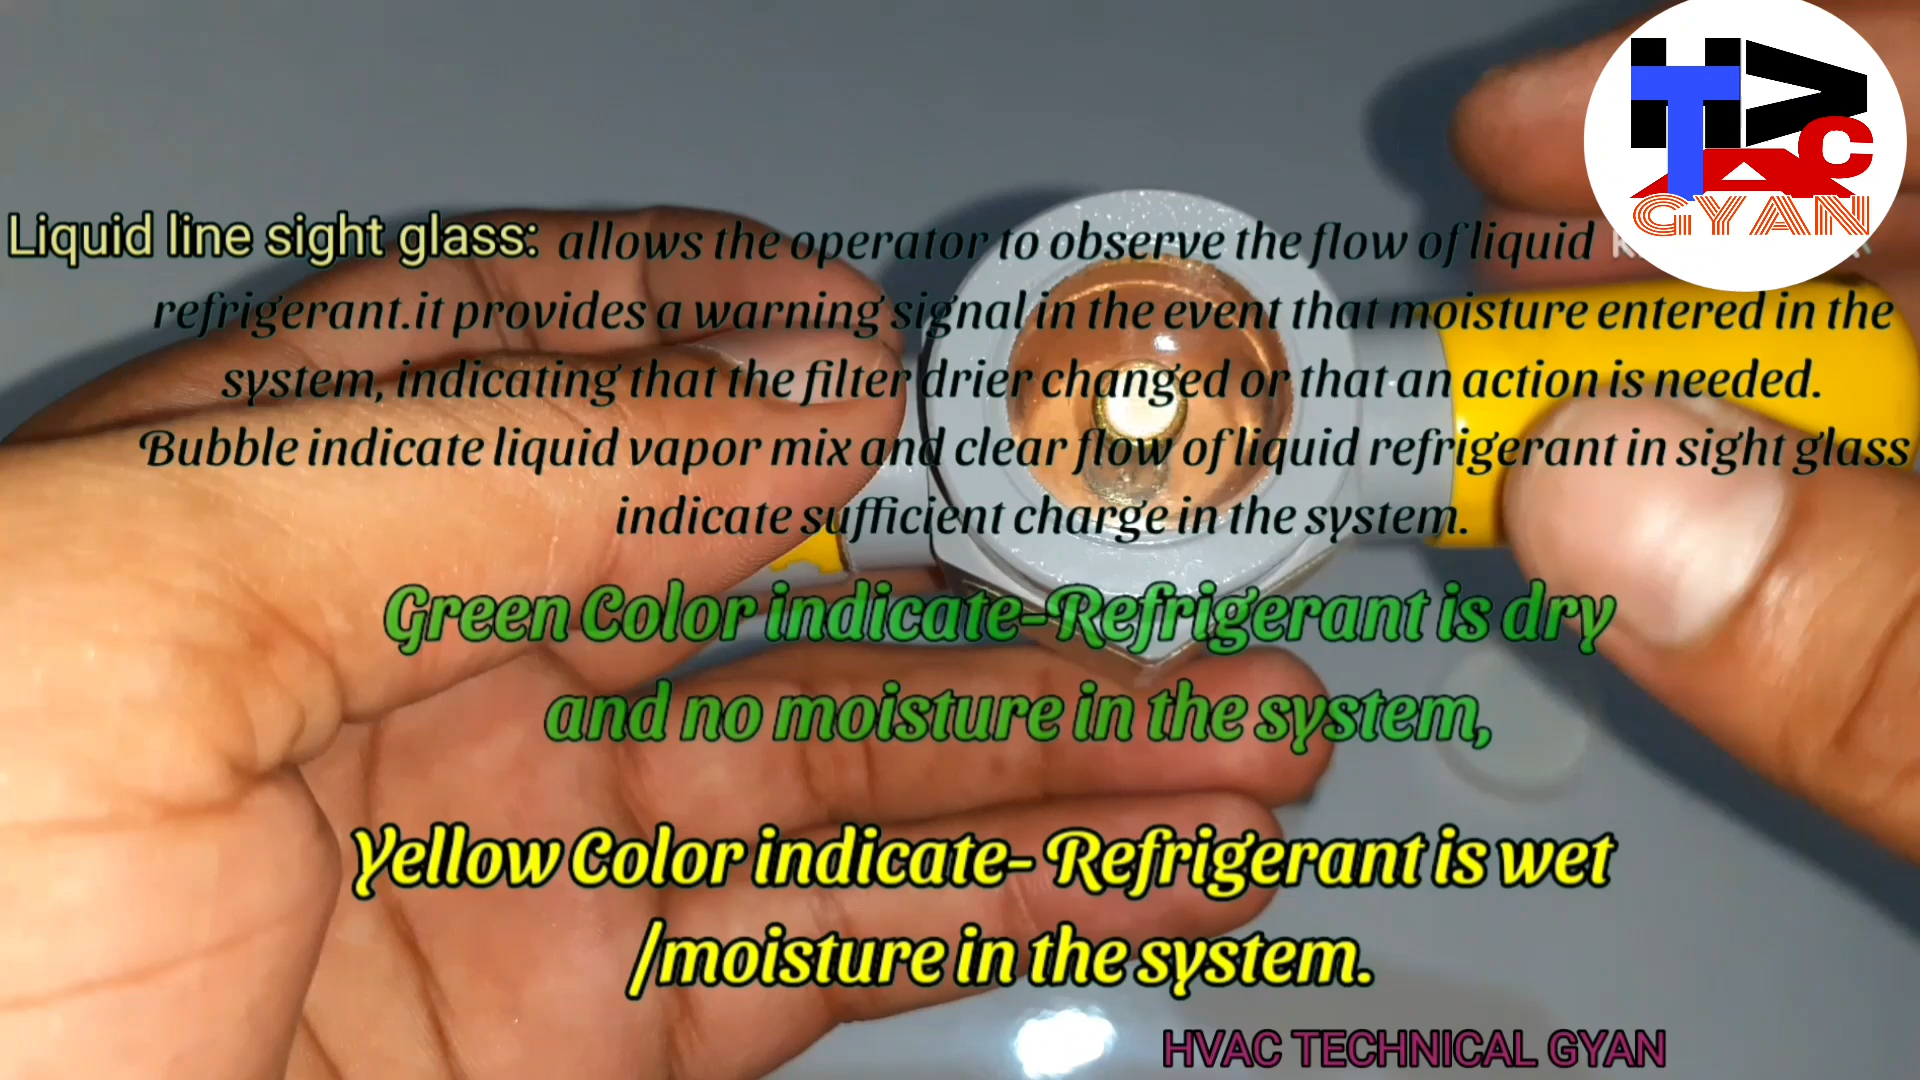 HVAC
T
GYAN
Liquid line sight glass: allows the operator to observe the flow of liquid
refrigerant.it provides a warning signal in the event that moisture entered in the
system, indicating that the filter drier changed or that an action is needed.
Bubble indicate liquid vapor mix and clear flow of liquid refrigerant in sight glass
indicate sufficient charge in the system.
Green Color indicate-Refrigerant is dry
and no moisture in the system,
Yellow Color indicate- Refrigerant is wet
/moisture in the system.
HVAC TECHNICAL GYAN